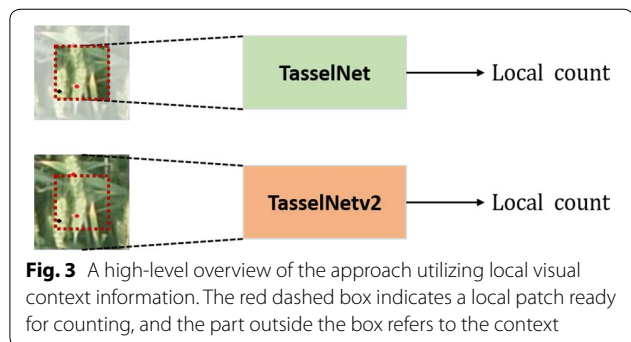 TasselNet
Local count
TasselNetv2
Local count
Fig. 3 A high-level overview of the approach utilizing local visual
context information. The red dashed box indicates a local patch ready
for counting, and the part outside the box refers to the context